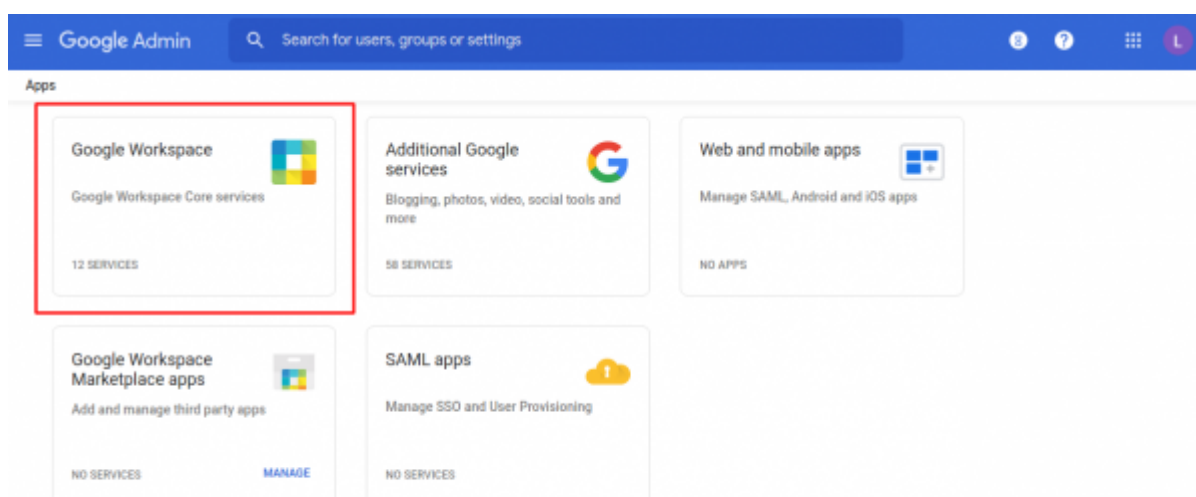 Google Admin
Search for users, groups or settings
8
?
L
Apps
Google Workspace
Google Workspace Core services
12 SERVICES
Additional Google
services
Blogging, photos, video, social tools and
more
58 SERVICES
Web and mobile apps
Manage SAML, Android and iOS apps
NO APPS
Google Workspace
Marketplace apps
Add and manage third party apps
NO SERVICES
MANAGE
SAML apps
Manage SSO and User Provisioning
NO SERVICES